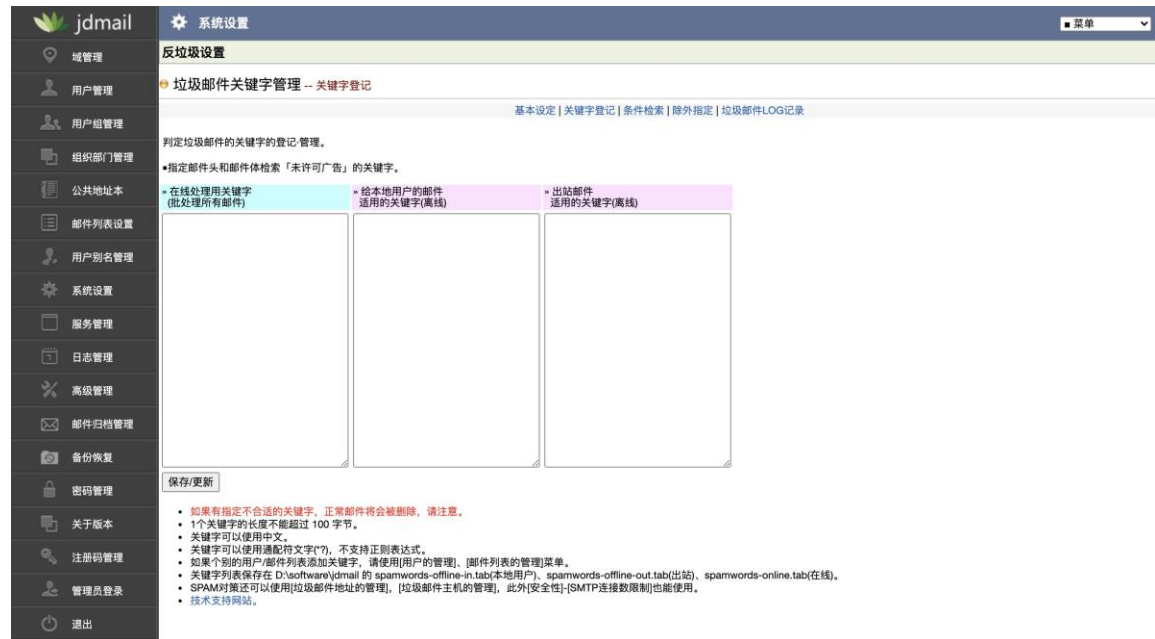 jdmail
系统设置
■ 菜单
域管理
用户管理
用户组管理
组织部门管理
公共地址本
邮件列表设置
用户别名管理
系统设置
服务管理
日志管理
高级管理
邮件归档管理
备份恢复
密码管理
关于版本
注册码管理
管理员登录
退出
反垃圾设置
垃圾邮件关键字管理 -- 关键字登记
基本设定 | 关键字登记 | 条件检索 | 除外指定 | 垃圾邮件LOG记录
判定垃圾邮件的关键字的登记·管理。
▪指定邮件头和邮件体检索「未许可广告」的关键字。
» 在线处理用关键字
(批处理所有邮件)
» 给本地用户的邮件
适用的关键字(离线)
» 出站邮件
适用的关键字(离线)
保存/更新
• 如果有指定不合适的关键字，正常邮件将会被删除，请注意。
• 1个关键字的长度不能超过 100 字节。
• 关键字可以使用中文。
• 关键字可以使用通配符文字(*?)，不支持正则表达式。
• 如果个别的用户/邮件列表添加关键字，请使用[用户的管理]、[邮件列表的管理]菜单。
• 关键字列表保存在 D:\software\jdmail 的 spamwords-offline-in.tab(本地用户)、spamwords-offline-out.tab(出站)、spamwords-online.tab(在线)。
• SPAM对策还可以使用[垃圾邮件地址的管理]，[垃圾邮件主机的管理]，此外[安全性]-[SMTP连接数限制]也能使用。
• 技术支持网站。